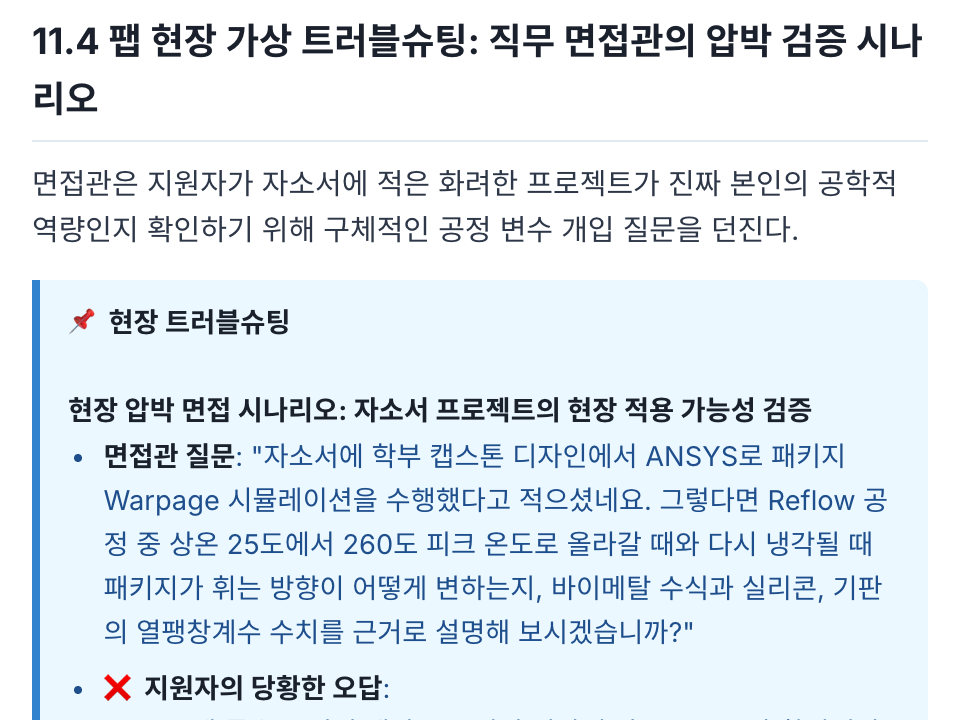 11.4 팹 현장 가상 트러블슈팅: 직무 면접관의 압박 검증 시나
리오
면접관은 지원자가 자소서에 적은 화려한 프로젝트가 진짜 본인의 공학적
역량인지 확인하기 위해 구체적인 공정 변수 개입 질문을 던진다.
📌 현장 트러블슈팅
현장 압박 면접 시나리오: 자소서 프로젝트의 현장 적용 가능성 검증
• 면접관 질문: "자소서에 학부 캡스톤 디자인에서 ANSYS로 패키지
Warpage 시뮬레이션을 수행했다고 적으셨네요. 그렇다면 Reflow 공
정 중 상온 25도에서 260도 피크 온도로 올라갈 때와 다시 냉각될 때
패키지가 휘는 방향이 어떻게 변하는지, 바이메탈 수식과 실리콘, 기판
의 열팽창계수 수치를 근거로 설명해 보시겠습니까?"
• ❌ 지원자의 당황한 오답: